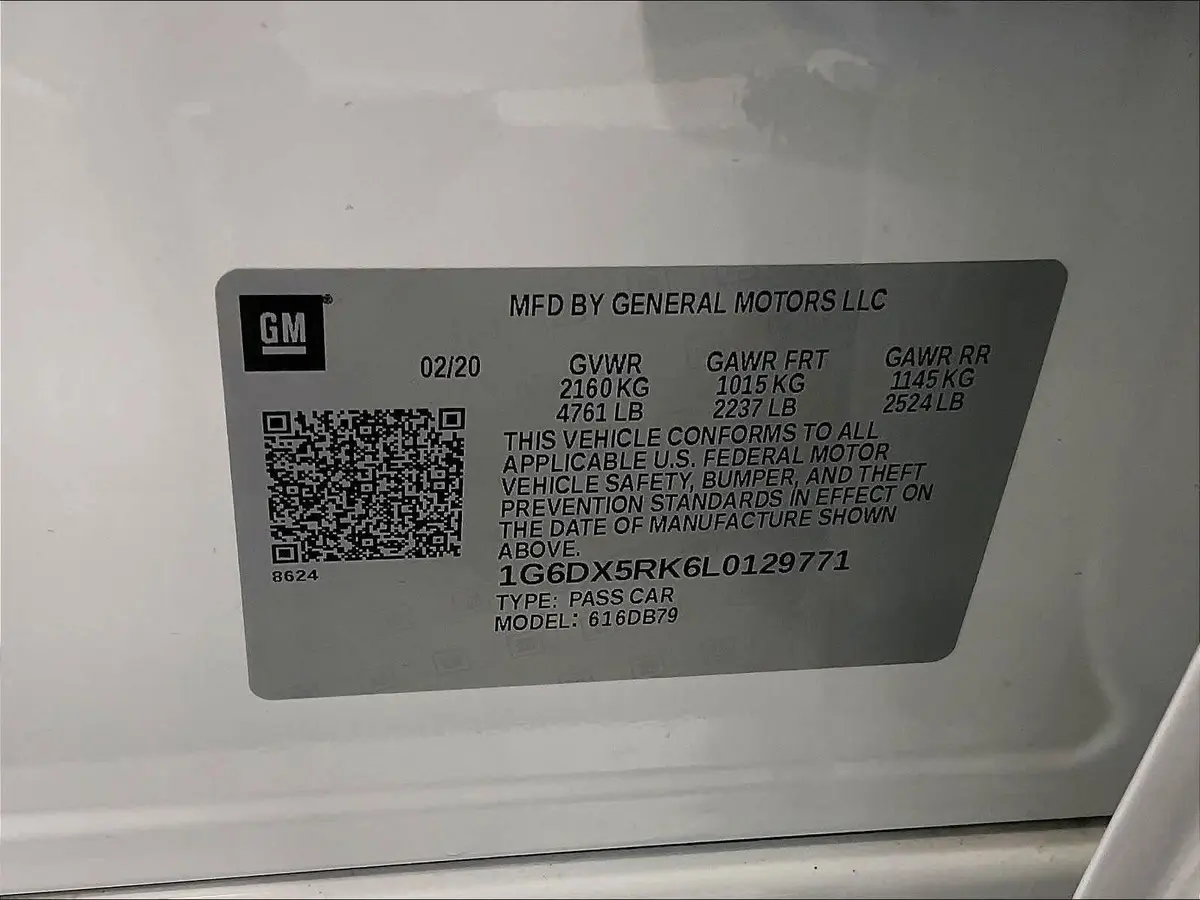 GM®
MFD BY GENERAL MOTORS LLC
02/20
GVWR GAWR FRT GAWR RR
2160 KG 1015 KG 1145 KG
4761 LB 2237 LB 2524 LB
THIS VEHICLE CONFORMS TO ALL
APPLICABLE U.S. FEDERAL MOTOR
VEHICLE SAFETY, BUMPER, AND THEFT
PREVENTION STANDARDS IN EFFECT ON
THE DATE OF MANUFACTURE SHOWN
ABOVE.
8624
1G6DX5RK6L0129771
TYPE: PASS CAR
MODEL: 616DB79